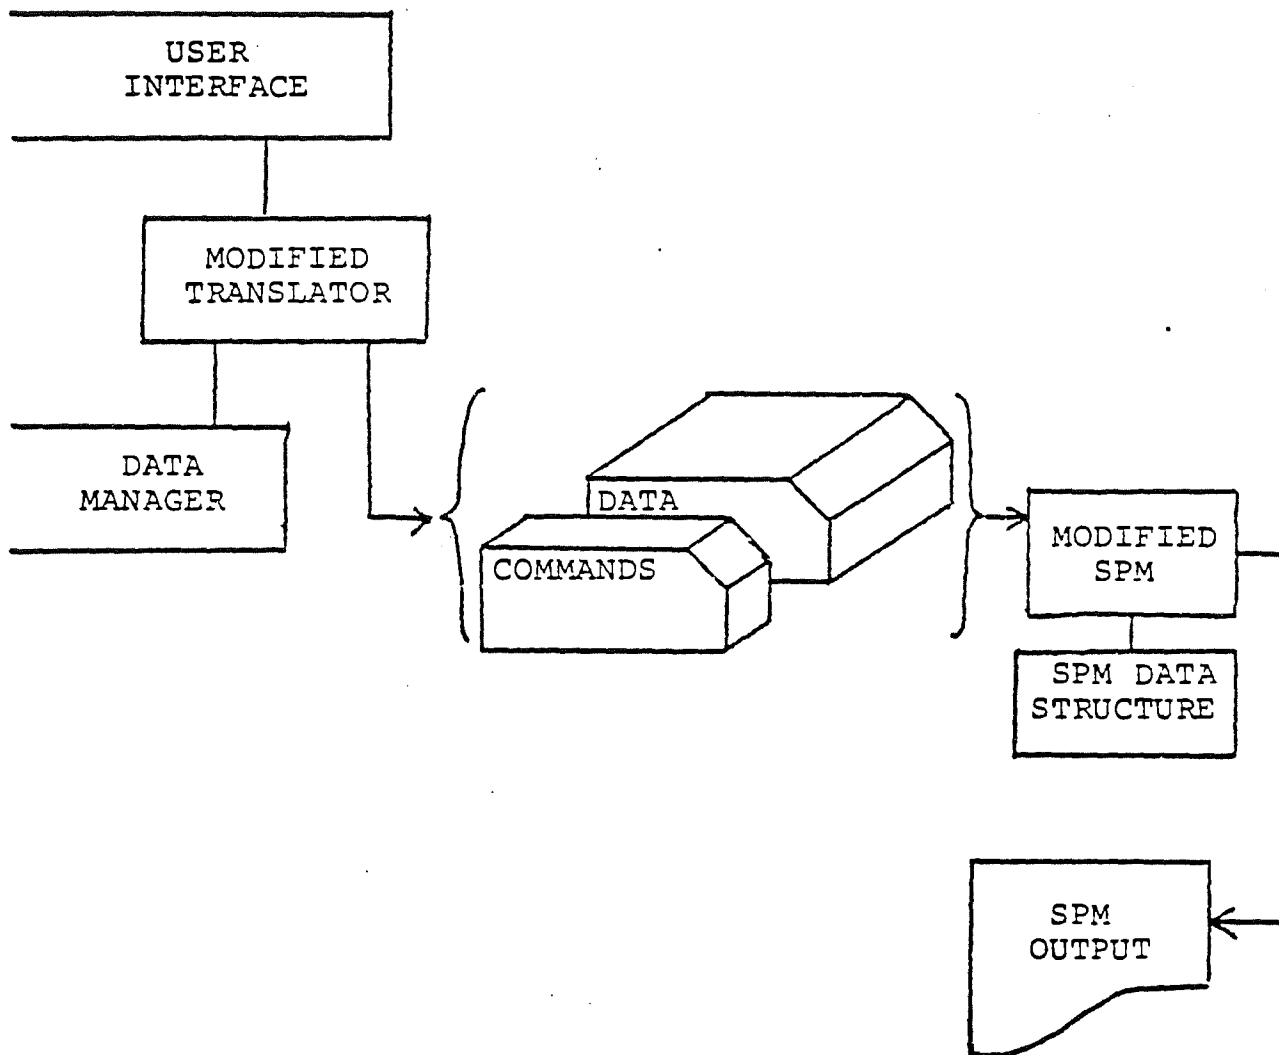 USER
INTERFACE
MODIFIED
TRANSLATOR
DATA
MANAGER
DATA
COMMANDS
MODIFIED
SPM
SPM DATA
STRUCTURE
SPM
OUTPUT